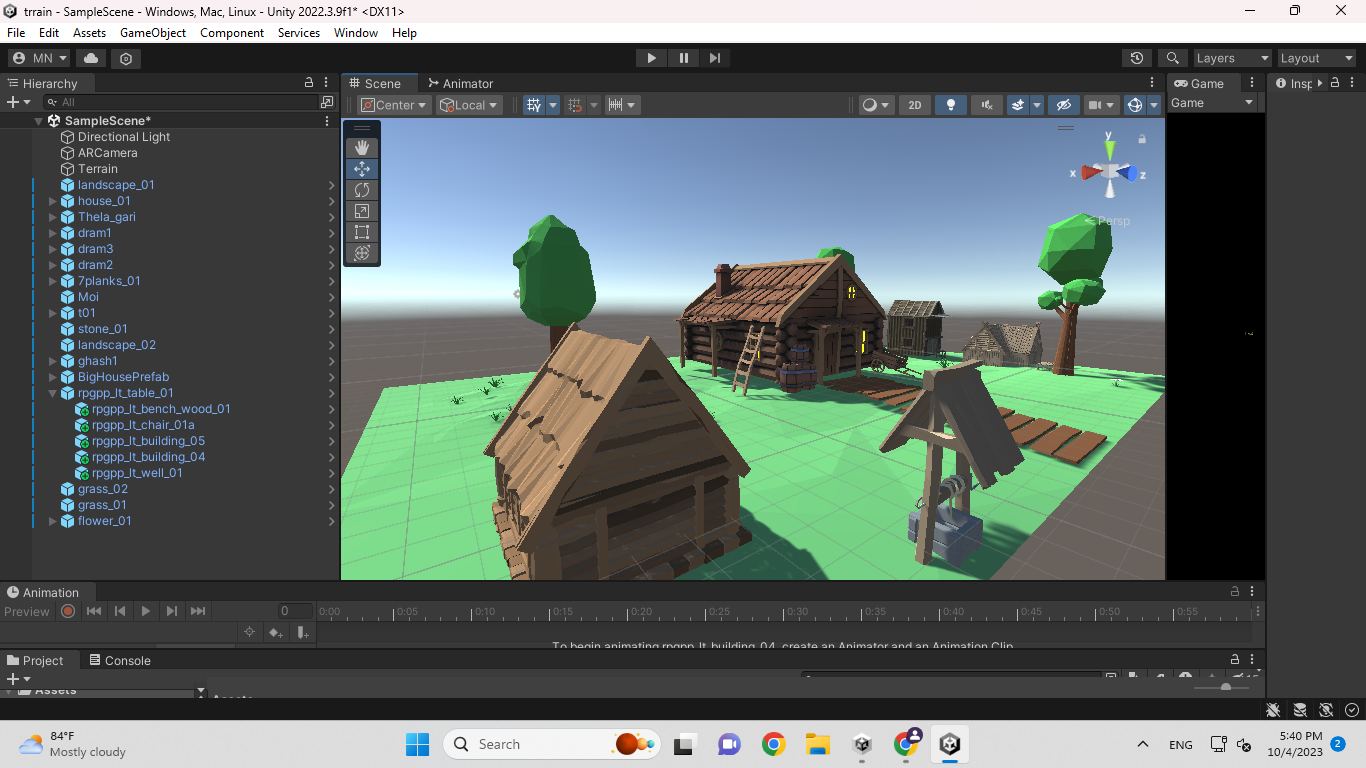 trrain - SampleScene - Windows, Mac, Linux - Unity 2022.3.9f1* <DX11>
File Edit Assets GameObject Component Services Window Help
MN Layers Layout
Hierarchy
All
SampleScene*
Directional Light
ARCamera
Terrain
landscape_01
house_01
Thela_gari
dram1
dram3
dram2
7planks_01
Moi
t01
stone_01
landscape_02
ghash1
BigHousePrefab
rpgpp_lt_table_01
rpgpp_lt_bench_wood_01
rpgpp_lt_chair_01a
rpgpp_lt_building_05
rpgpp_lt_building_04
rpgpp_lt_well_01
grass_02
grass_01
flower_01
Scene Animator
Center Local 2D
y
x z
< Persp
Game
Game
Insp
Animation
Preview 0 0:00 0:05 0:10 0:15 0:20 0:25 0:30 0:35 0:40 0:45 0:50 0:55
To begin animating rpgpp_lt_building_04, create an Animator and an Animation Clip.
Project Console
15
Assets Assets
84°F
Mostly cloudy
Search
ENG
5:40 PM
10/4/2023
2